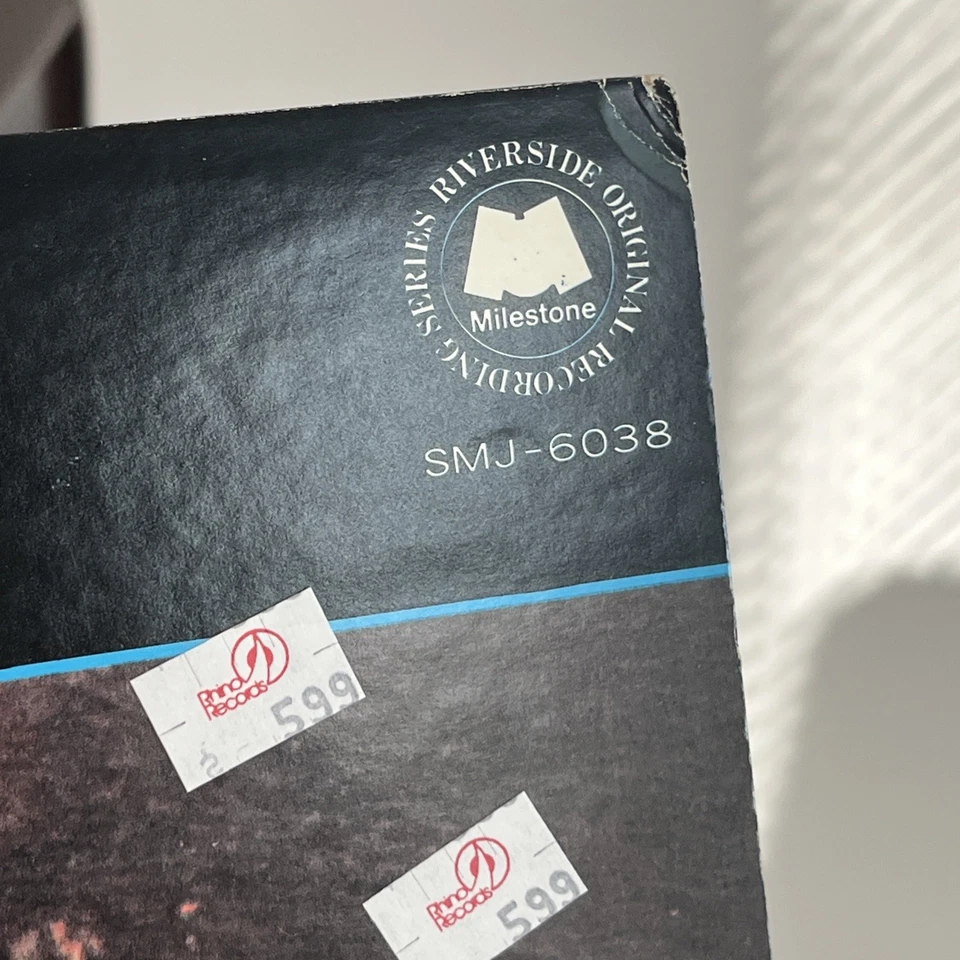 RIVERSIDE ORIGINAL RECORDING SERIES
Milestone
SMJ-6038
Rhino
Records
$ - 599
Rhino
Records
599